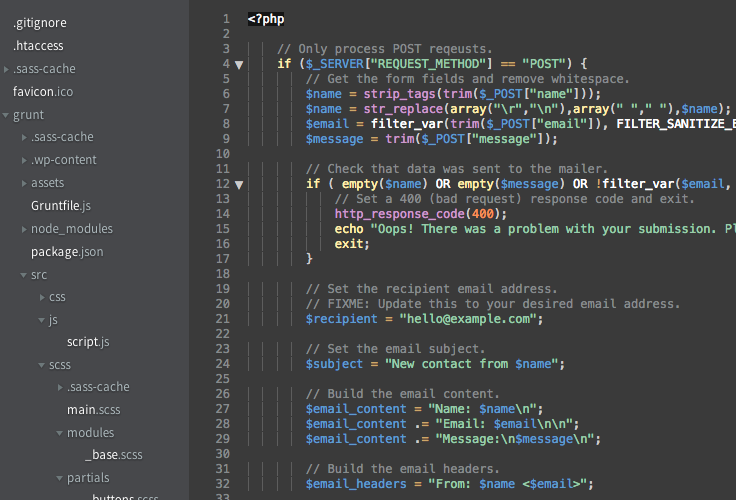 .gitignore
.htaccess
.sass-cache
favicon.ico
grunt
.sass-cache
.wp-content
assets
Gruntfile.js
node_modules
package.json
src
css
js
script.js
scss
.sass-cache
main.scss
modules
_base.scss
partials
buttons.scss
1 <?php
2
3 // Only process POST reqeusts.
4 if ($_SERVER["REQUEST_METHOD"] == "POST") {
5 // Get the form fields and remove whitespace.
6 $name = strip_tags(trim($_POST["name"]));
7 $name = str_replace(array("\r","\n"),array(" "," "),$name);
8 $email = filter_var(trim($_POST["email"]), FILTER_SANITIZE_E
9 $message = trim($_POST["message"]);
10
11 // Check that data was sent to the mailer.
12 if ( empty($name) OR empty($message) OR !filter_var($email,
13 // Set a 400 (bad request) response code and exit.
14 http_response_code(400);
15 echo "Oops! There was a problem with your submission. Pl
16 exit;
17 }
18
19 // Set the recipient email address.
20 // FIXME: Update this to your desired email address.
21 $recipient = "hello@example.com";
22
23 // Set the email subject.
24 $subject = "New contact from $name";
25
26 // Build the email content.
27 $email_content = "Name: $name\n";
28 $email_content .= "Email: $email\n\n";
29 $email_content .= "Message:\n$message\n";
30
31 // Build the email headers.
32 $email_headers = "From: $name <$email>";
33